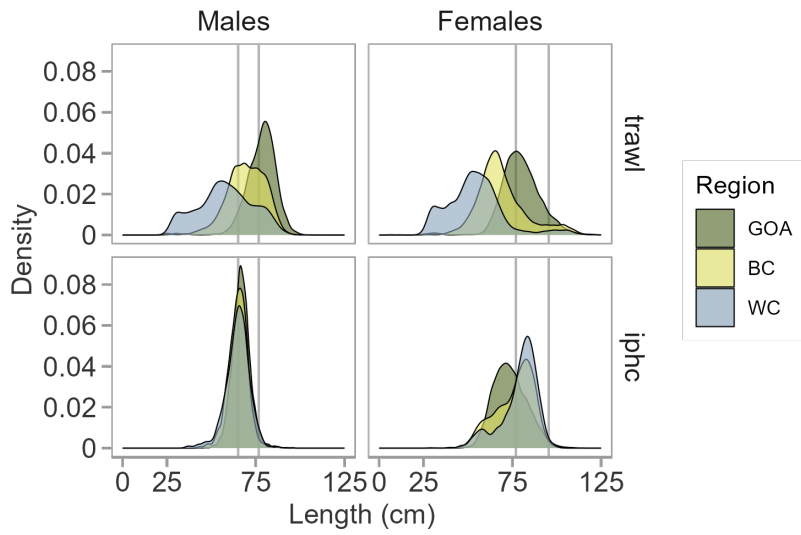 Males
Females
0.08
0.06
0.04
0.02
0
trawl
0.08
0.06
0.04
0.02
0
iphc
Density
0 25 75 125 0 25 75 125
Length (cm)
Region
GOA
BC
WC